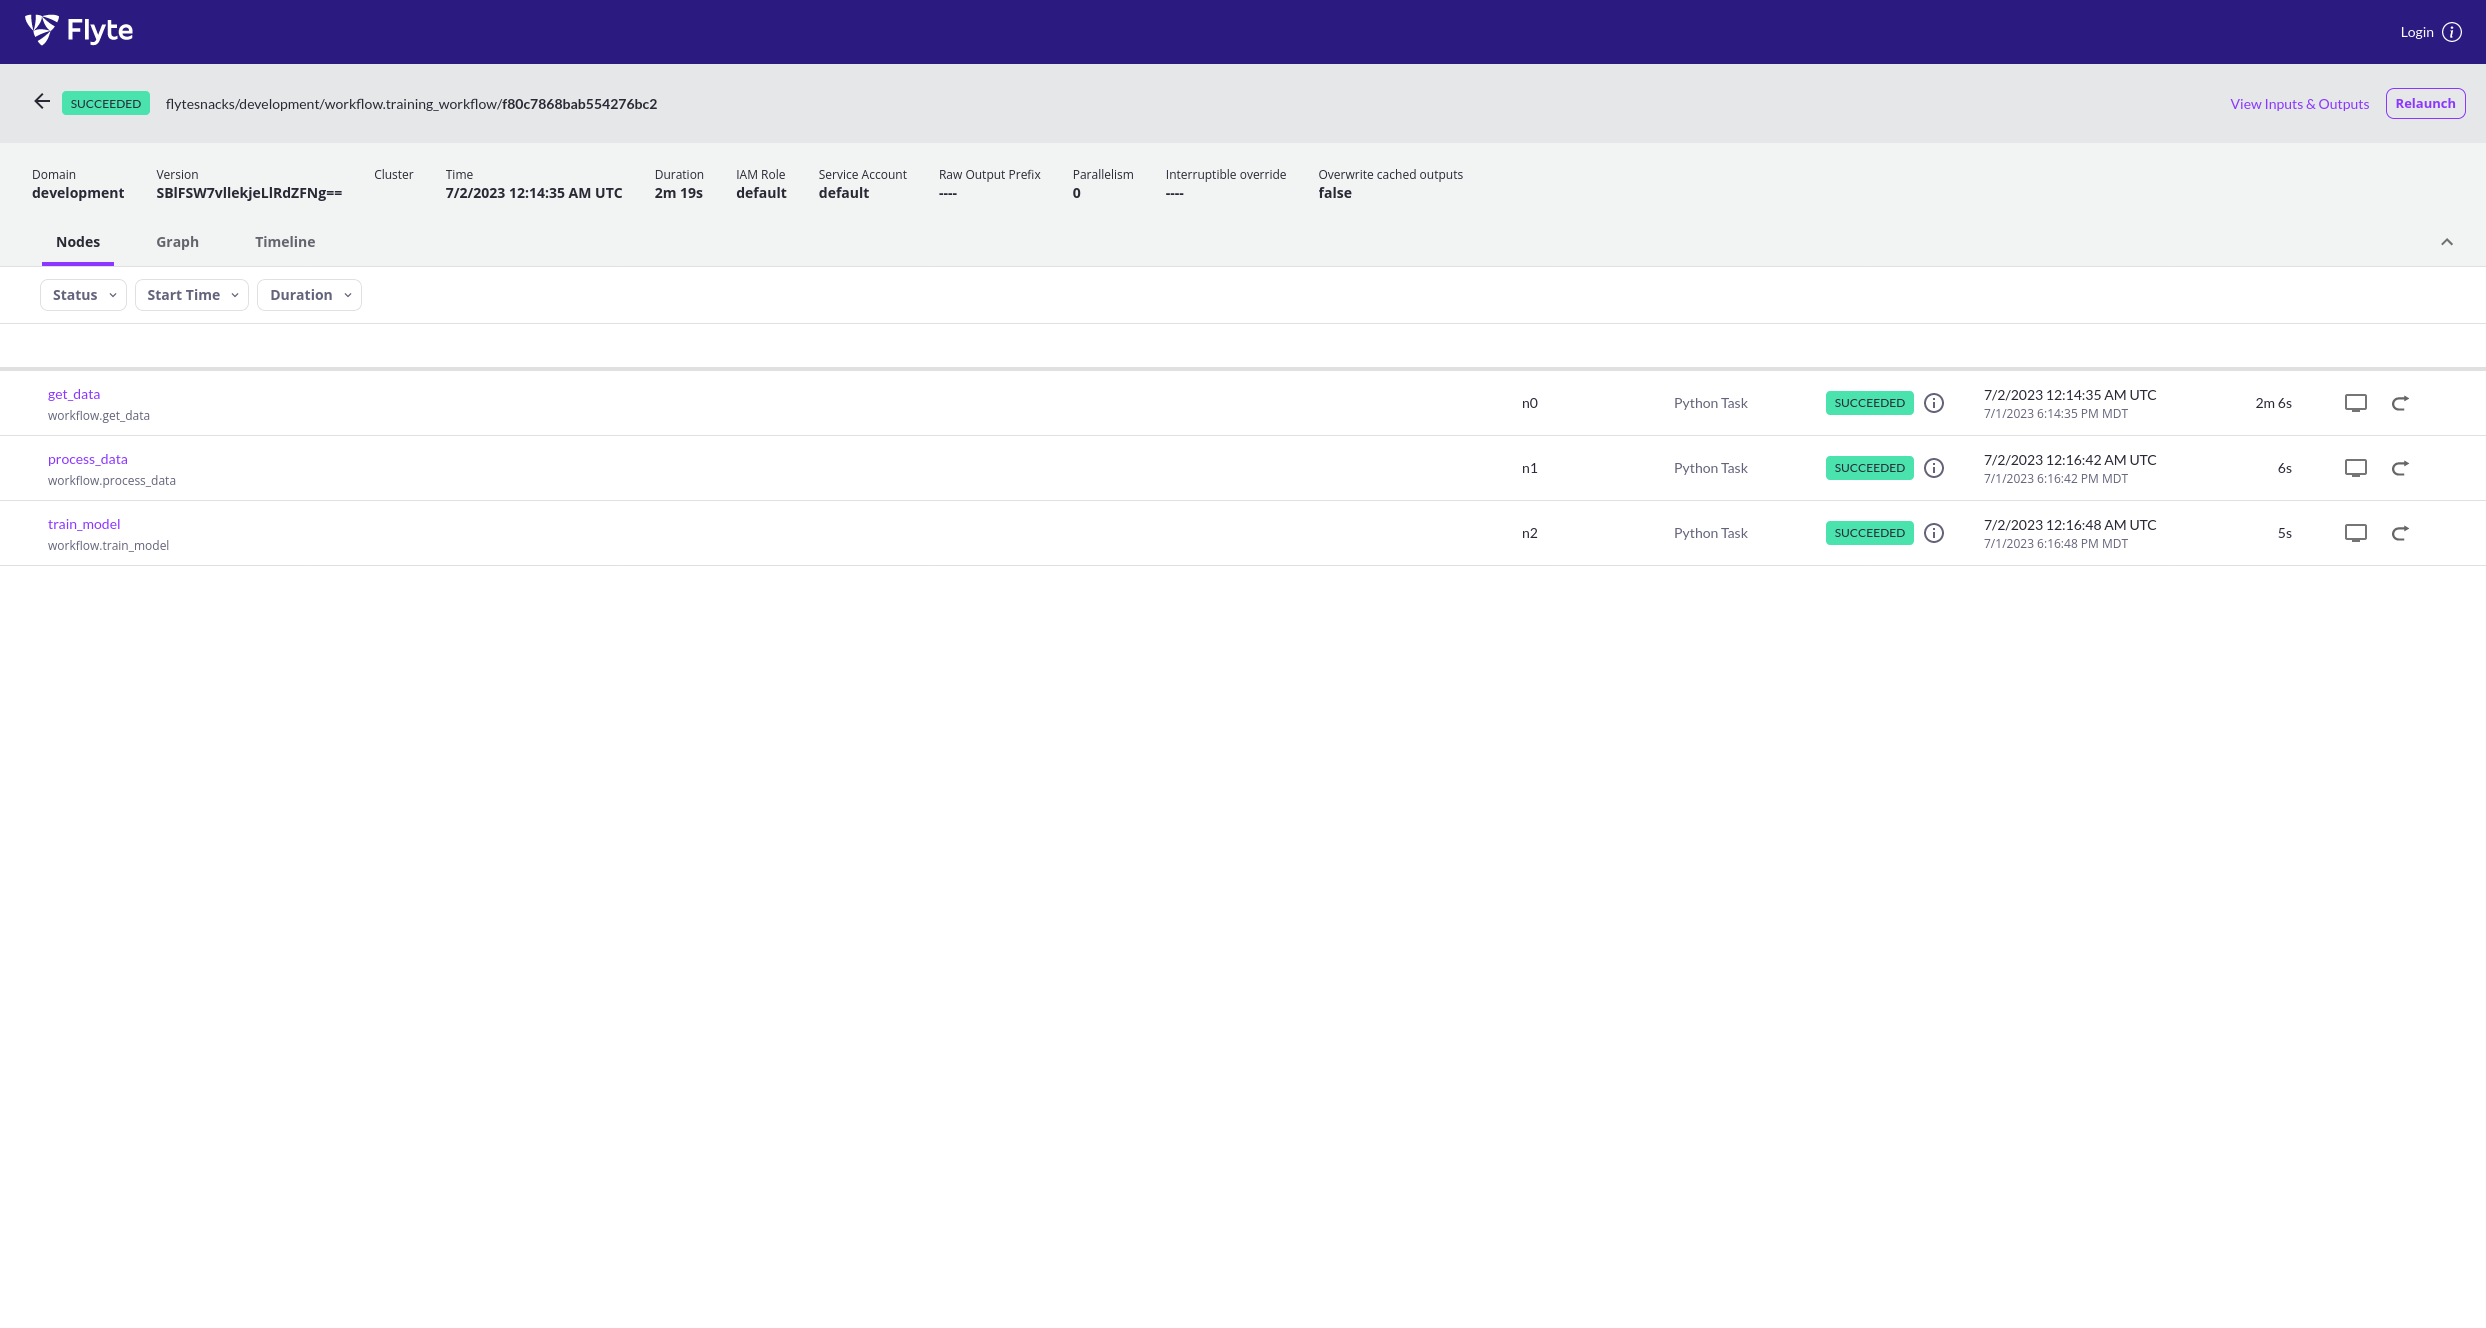 Flyte
Login
SUCCEEDED flytesnacks/development/workflow.training_workflow/f80c7868bab554276bc2 View Inputs & Outputs Relaunch
Domain Version Cluster Time Duration IAM Role Service Account Raw Output Prefix Parallelism Interruptible override Overwrite cached outputs
development SBlFSW7vllekjeLlRdZFNg== 7/2/2023 12:14:35 AM UTC 2m 19s default default ---- 0 ---- false
Nodes Graph Timeline
Status Start Time Duration
get_data n0 Python Task SUCCEEDED 7/2/2023 12:14:35 AM UTC 2m 6s
workflow.get_data 7/1/2023 6:14:35 PM MDT
process_data n1 Python Task SUCCEEDED 7/2/2023 12:16:42 AM UTC 6s
workflow.process_data 7/1/2023 6:16:42 PM MDT
train_model n2 Python Task SUCCEEDED 7/2/2023 12:16:48 AM UTC 5s
workflow.train_model 7/1/2023 6:16:48 PM MDT